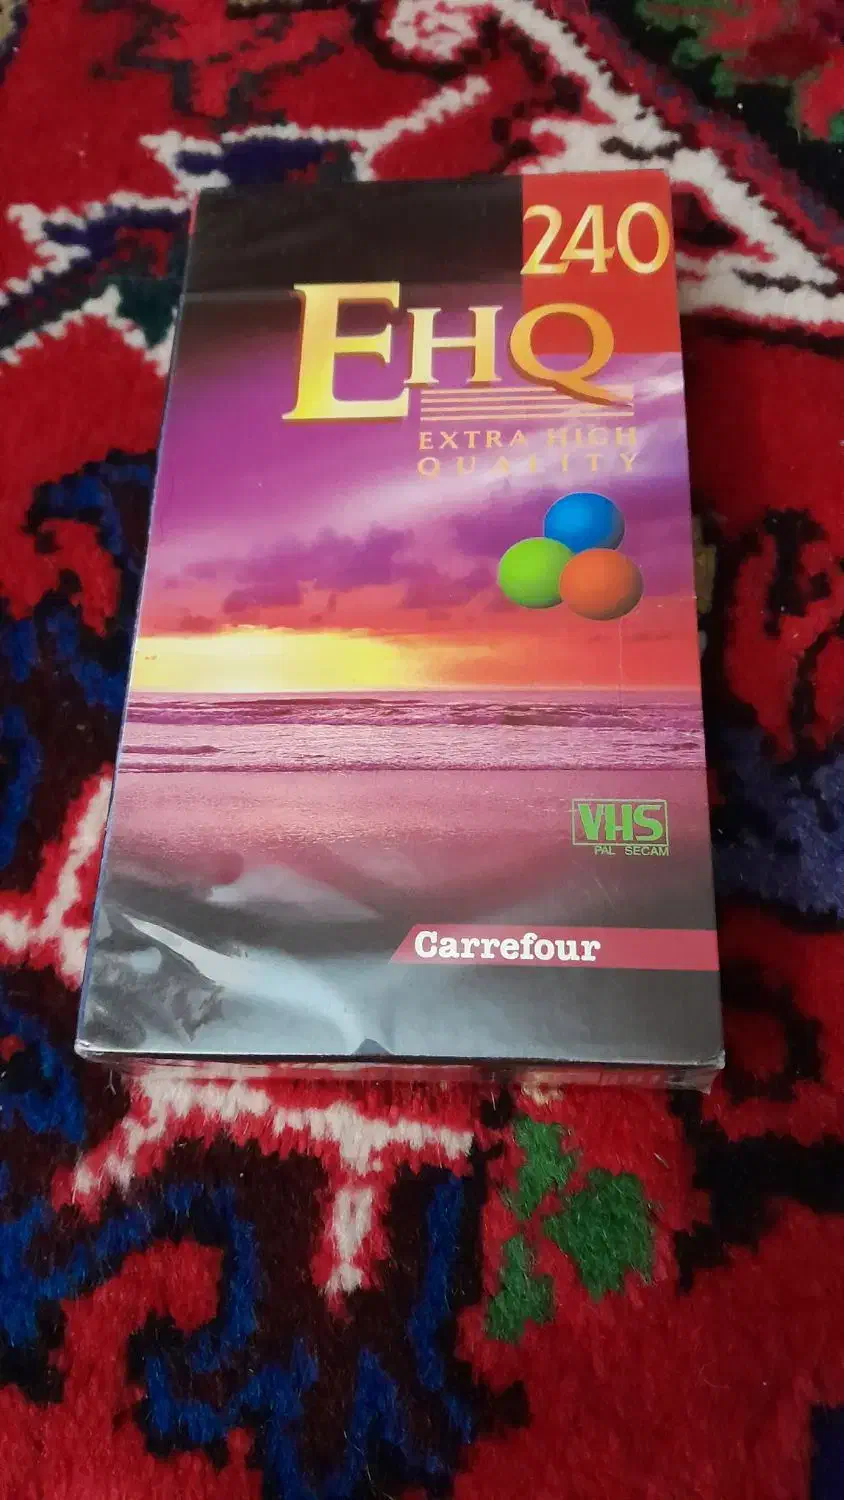 240
EHQ
EXTRA HIGH
QUALITY
VHS
PAL SECAM
Carrefour